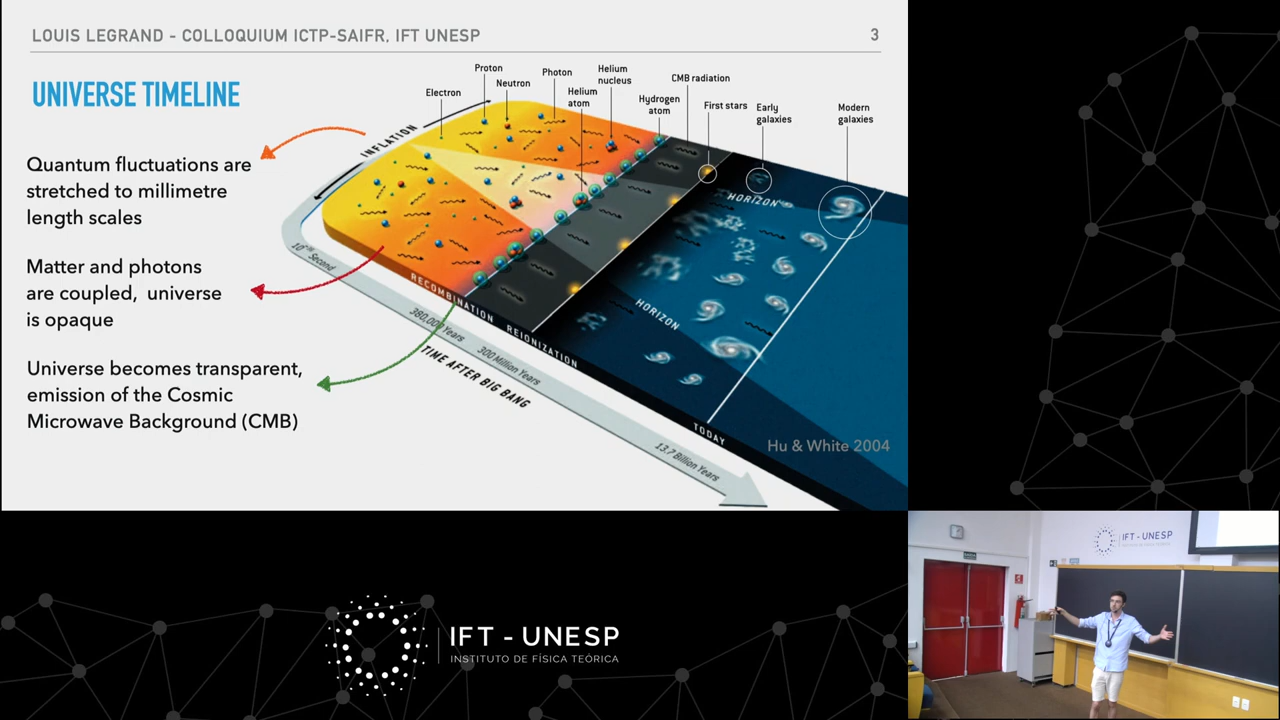 LOUIS LEGRAND - COLLOQUIUM ICTP-SAIFR, IFT UNESP
3
UNIVERSE TIMELINE
Quantum fluctuations are
stretched to millimetre
length scales
Matter and photons
are coupled, universe
is opaque
Universe becomes transparent,
emission of the Cosmic
Microwave Background (CMB)
INFLATION
Electron
Proton
Neutron
Photon
Helium
atom
Helium
nucleus
Hydrogen
atom
CMB radiation
First stars
Early
galaxies
Modern
galaxies
HORIZON
HORIZON
Second
RECOMBINATION
REIONIZATION
380,000 Years
300 Million Years
TIME AFTER BIG BANG
TODAY
13.7 Billion Years
Hu & White 2004
IFT - UNESP
INSTITUTO DE FÍSICA TEÓRICA
IFT - UNESP